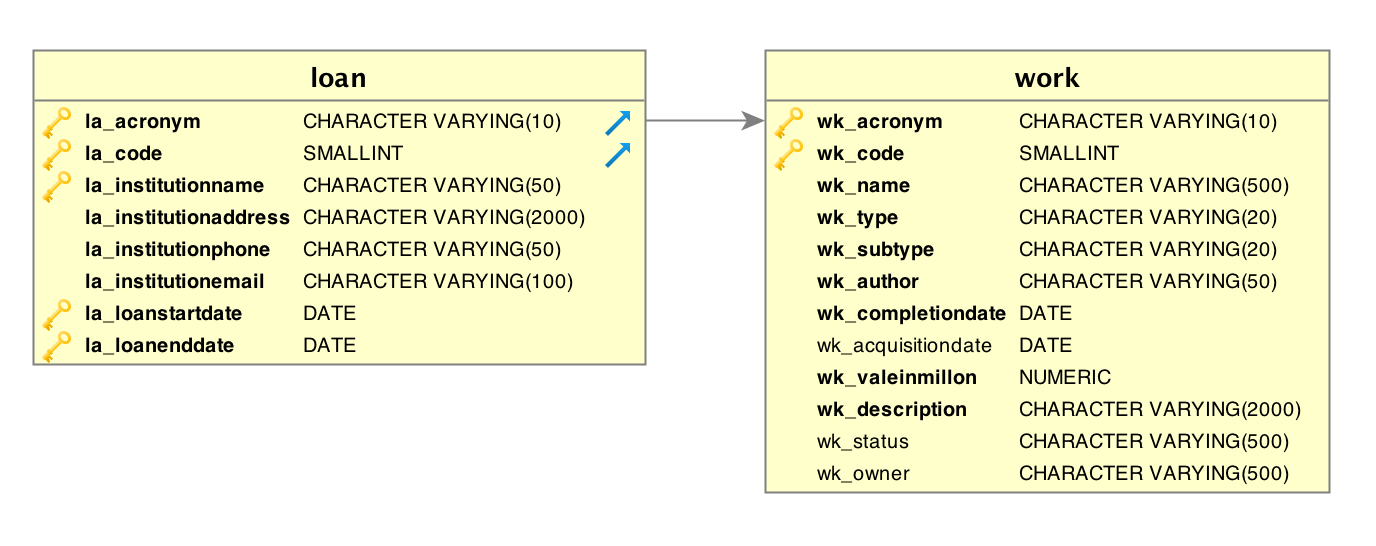 loan
la_acronym CHARACTER VARYING(10)
la_code SMALLINT
la_institutionname CHARACTER VARYING(50)
la_institutionaddress CHARACTER VARYING(2000)
la_institutionphone CHARACTER VARYING(50)
la_institutionemail CHARACTER VARYING(100)
la_loanstartdate DATE
la_loanenddate DATE
work
wk_acronym CHARACTER VARYING(10)
wk_code SMALLINT
wk_name CHARACTER VARYING(500)
wk_type CHARACTER VARYING(20)
wk_subtype CHARACTER VARYING(20)
wk_author CHARACTER VARYING(50)
wk_completiondate DATE
wk_acquisitiondate DATE
wk_valeinmillon NUMERIC
wk_description CHARACTER VARYING(2000)
wk_status CHARACTER VARYING(500)
wk_owner CHARACTER VARYING(500)